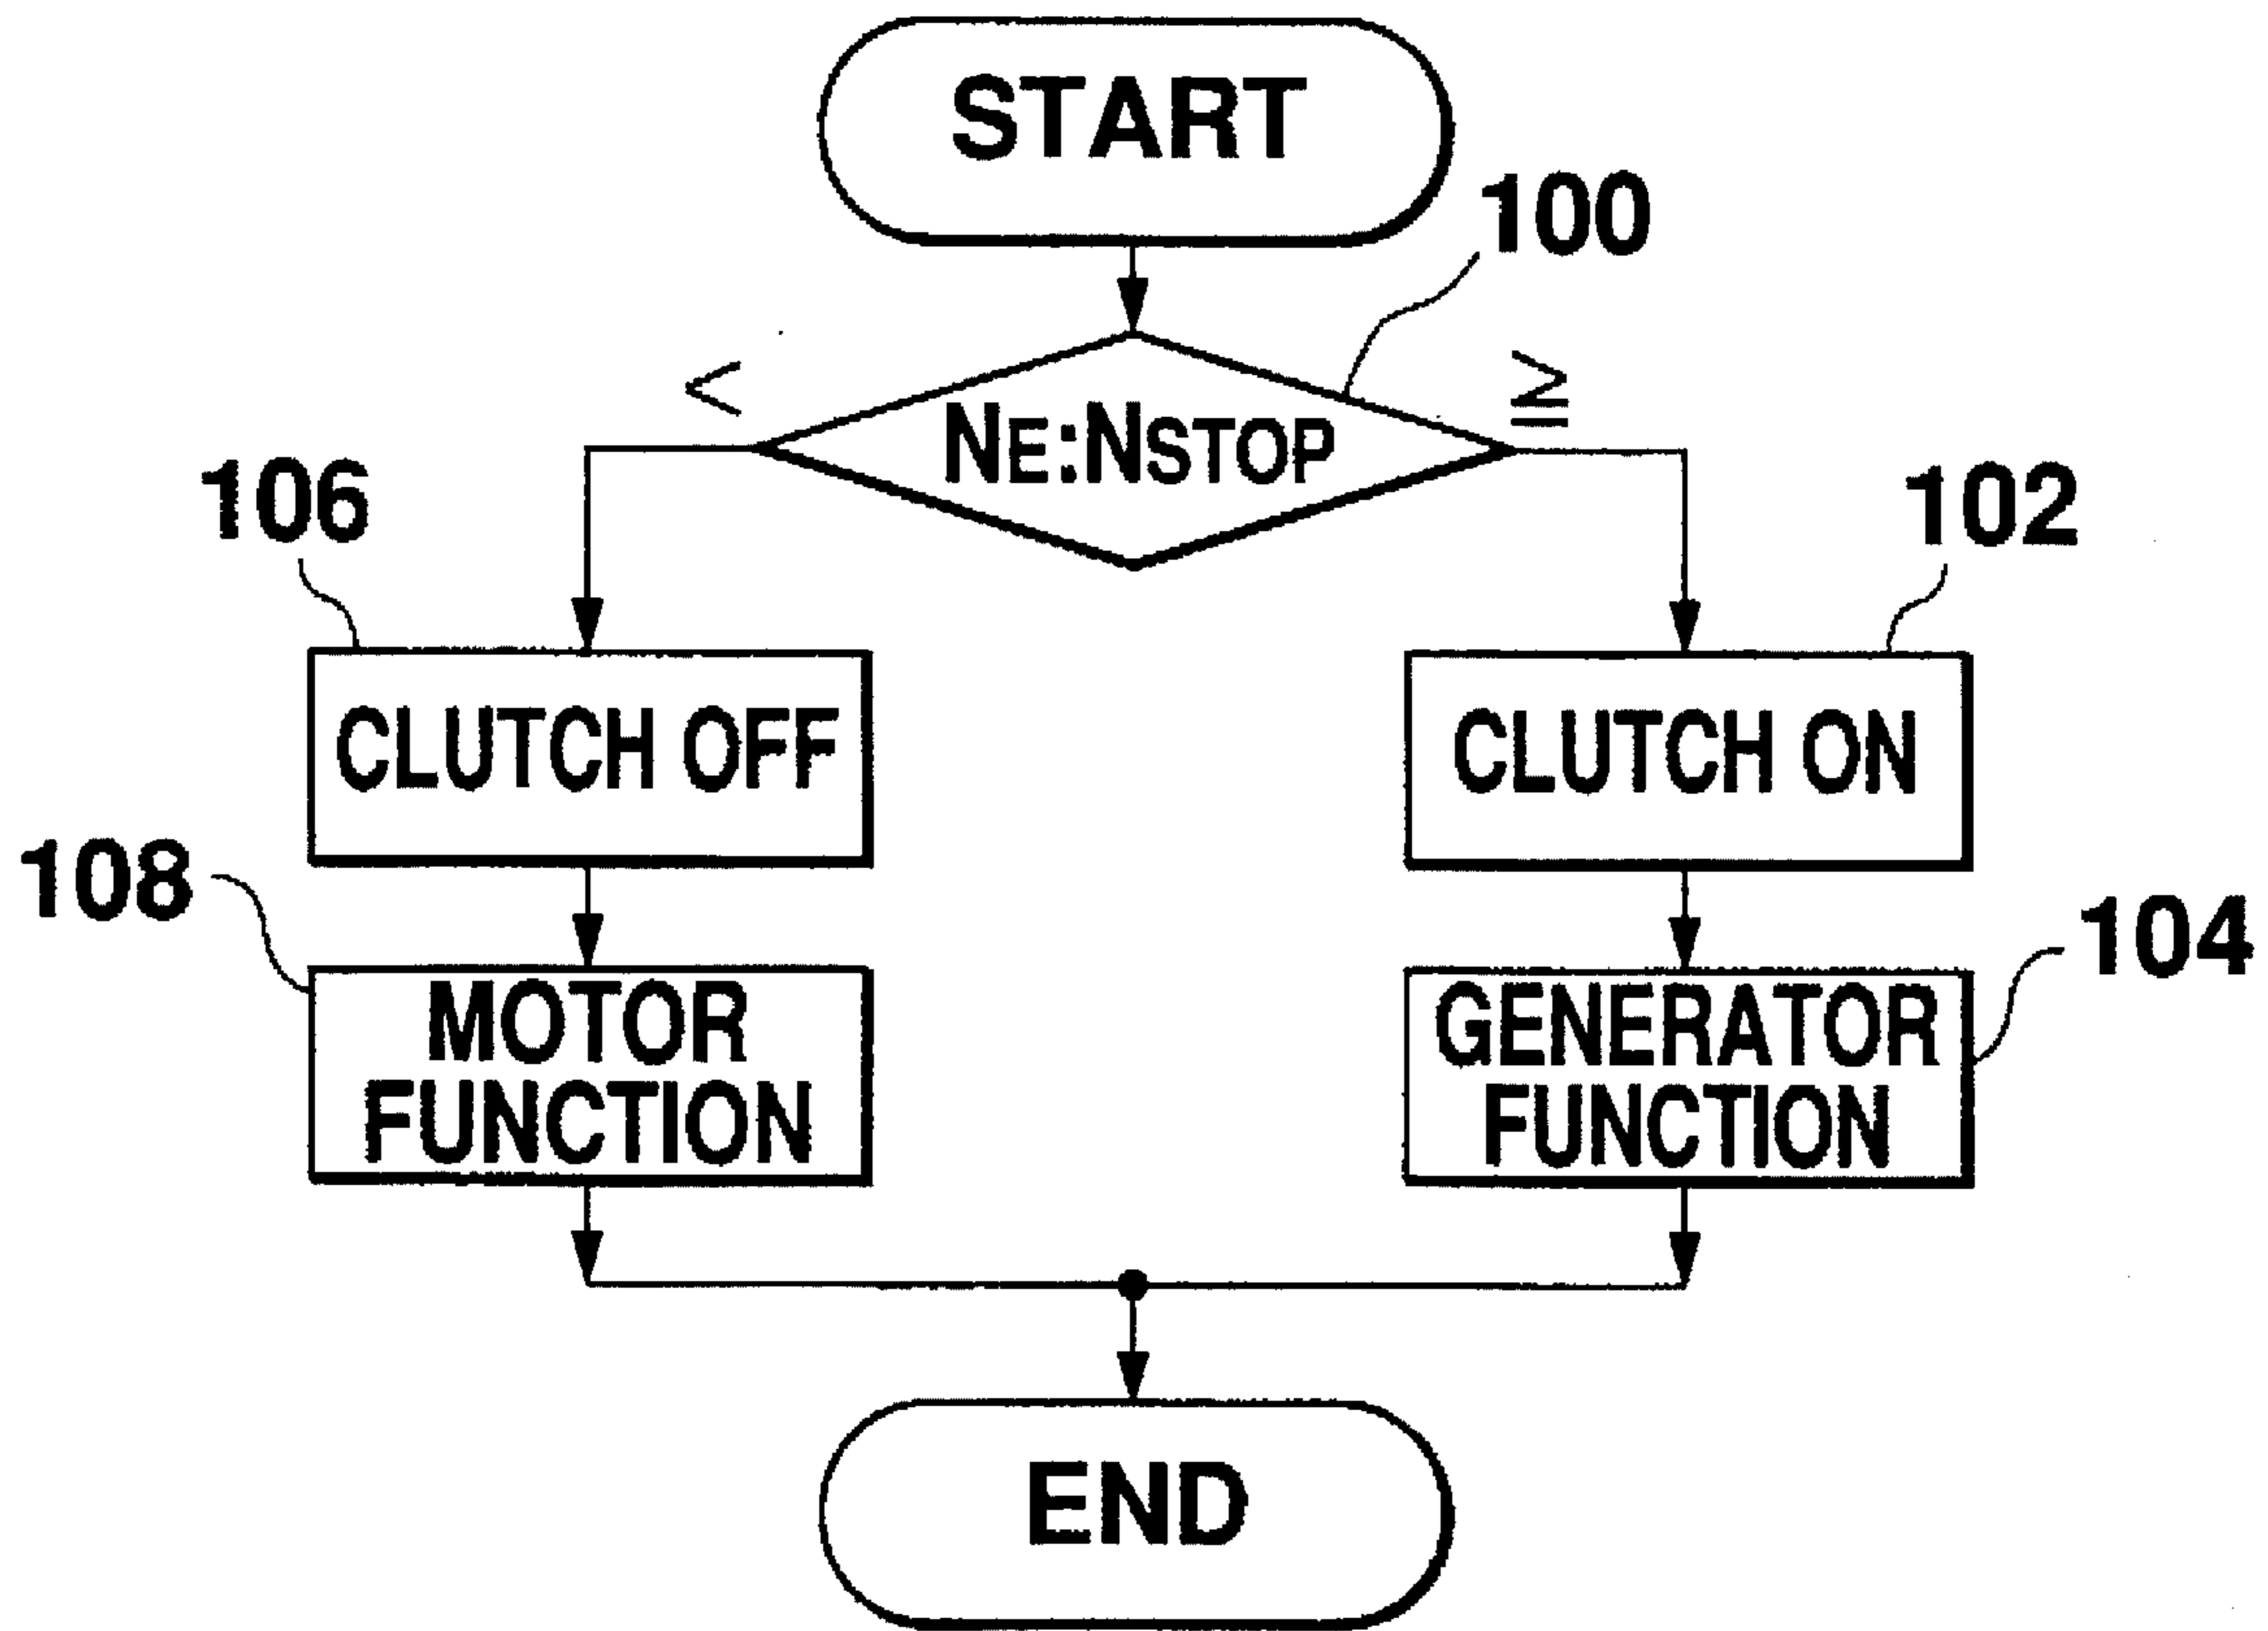 START
100
<
NE:NSTOP
≧
106
102
CLUTCH OFF
CLUTCH ON
108
104
MOTOR
FUNCTION
GENERATOR
FUNCTION
END